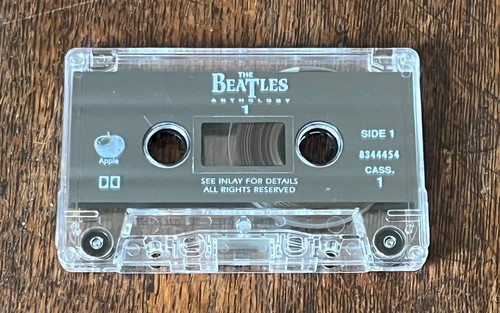 THE
BEATLES
ANTHOLOGY
1
SIDE 1
Apple
8344454
CASS.
1
SEE INLAY FOR DETAILS
ALL RIGHTS RESERVED